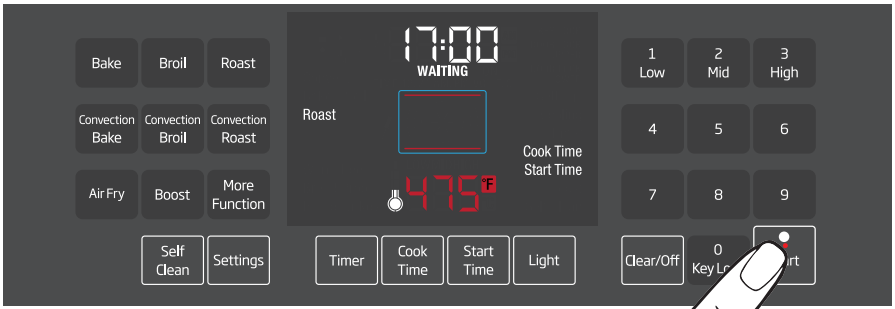 Bake
Broil
Roast
Convection
Bake
Convection
Broil
Convection
Roast
Air Fry
Boost
More
Function
Self
Clean
Settings
17:00
WAITING
Roast
Cook Time
Start Time
475°F
Timer
Cook
Time
Start
Time
Light
1
Low
2
Mid
3
High
4
5
6
7
8
9
Clear/Off
0
Key Lo
rt